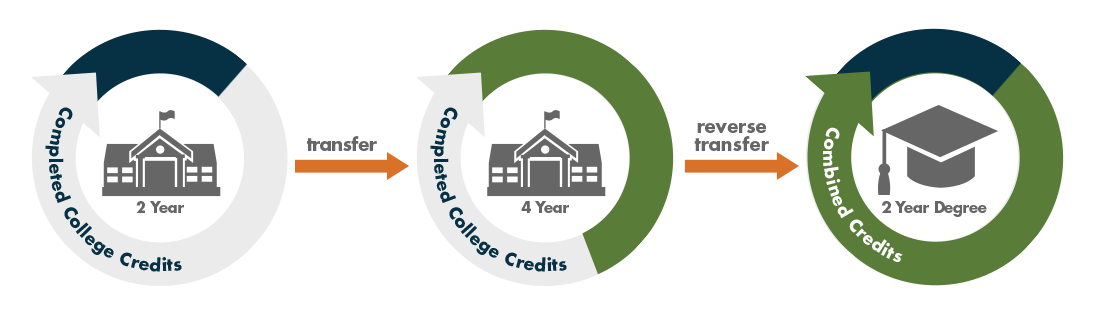 Completed College Credits
2 Year
transfer
Completed College Credits
4 Year
reverse
transfer
Combined Credits
2 Year Degree